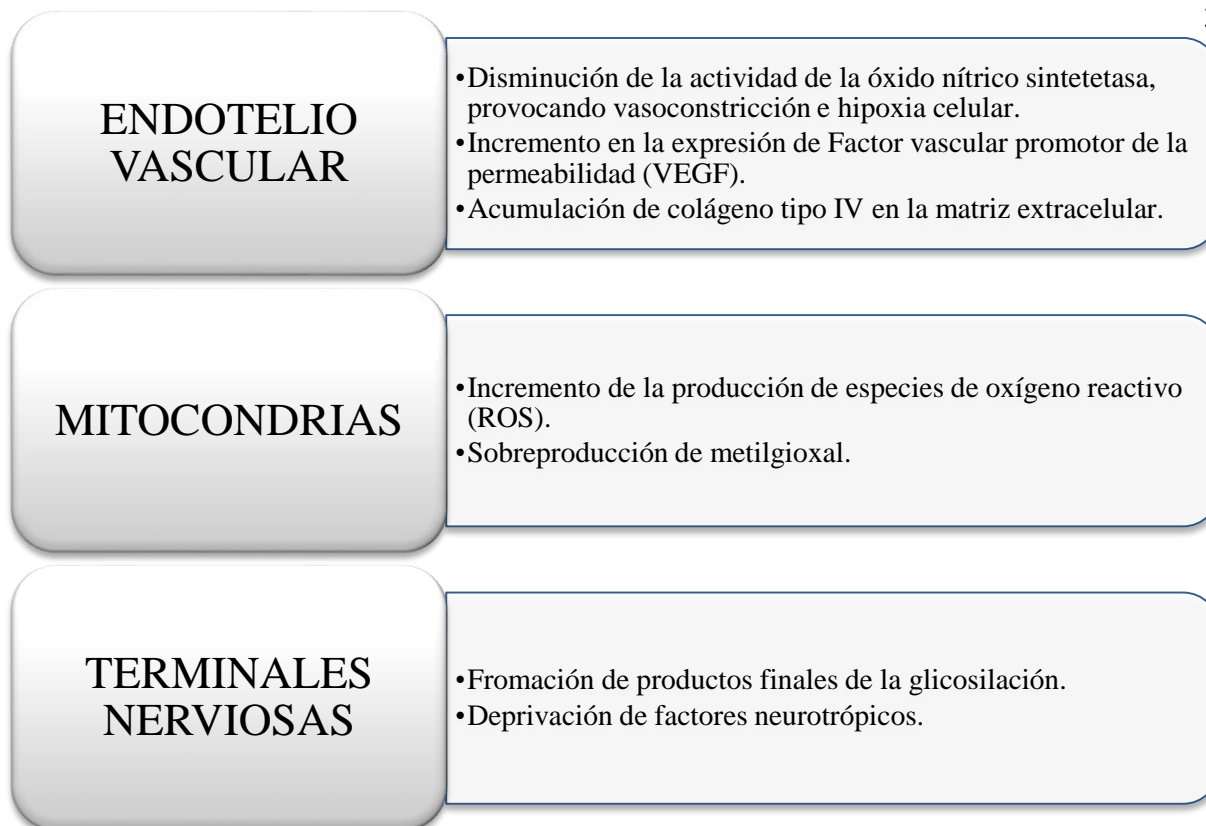 ENDOTELIO
VASCULAR
•Disminución de la actividad de la óxido nítrico sintetetasa,
provocando vasoconstricción e hipoxia celular.
•Incremento en la expresión de Factor vascular promotor de la
permeabilidad (VEGF).
•Acumulación de colágeno tipo IV en la matriz extracelular.
MITOCONDRIAS
•Incremento de la producción de especies de oxígeno reactivo
(ROS).
•Sobreproducción de metilgioxal.
TERMINALES
NERVIOSAS
•Fromación de productos finales de la glicosilación.
•Deprivación de factores neurotrópicos.